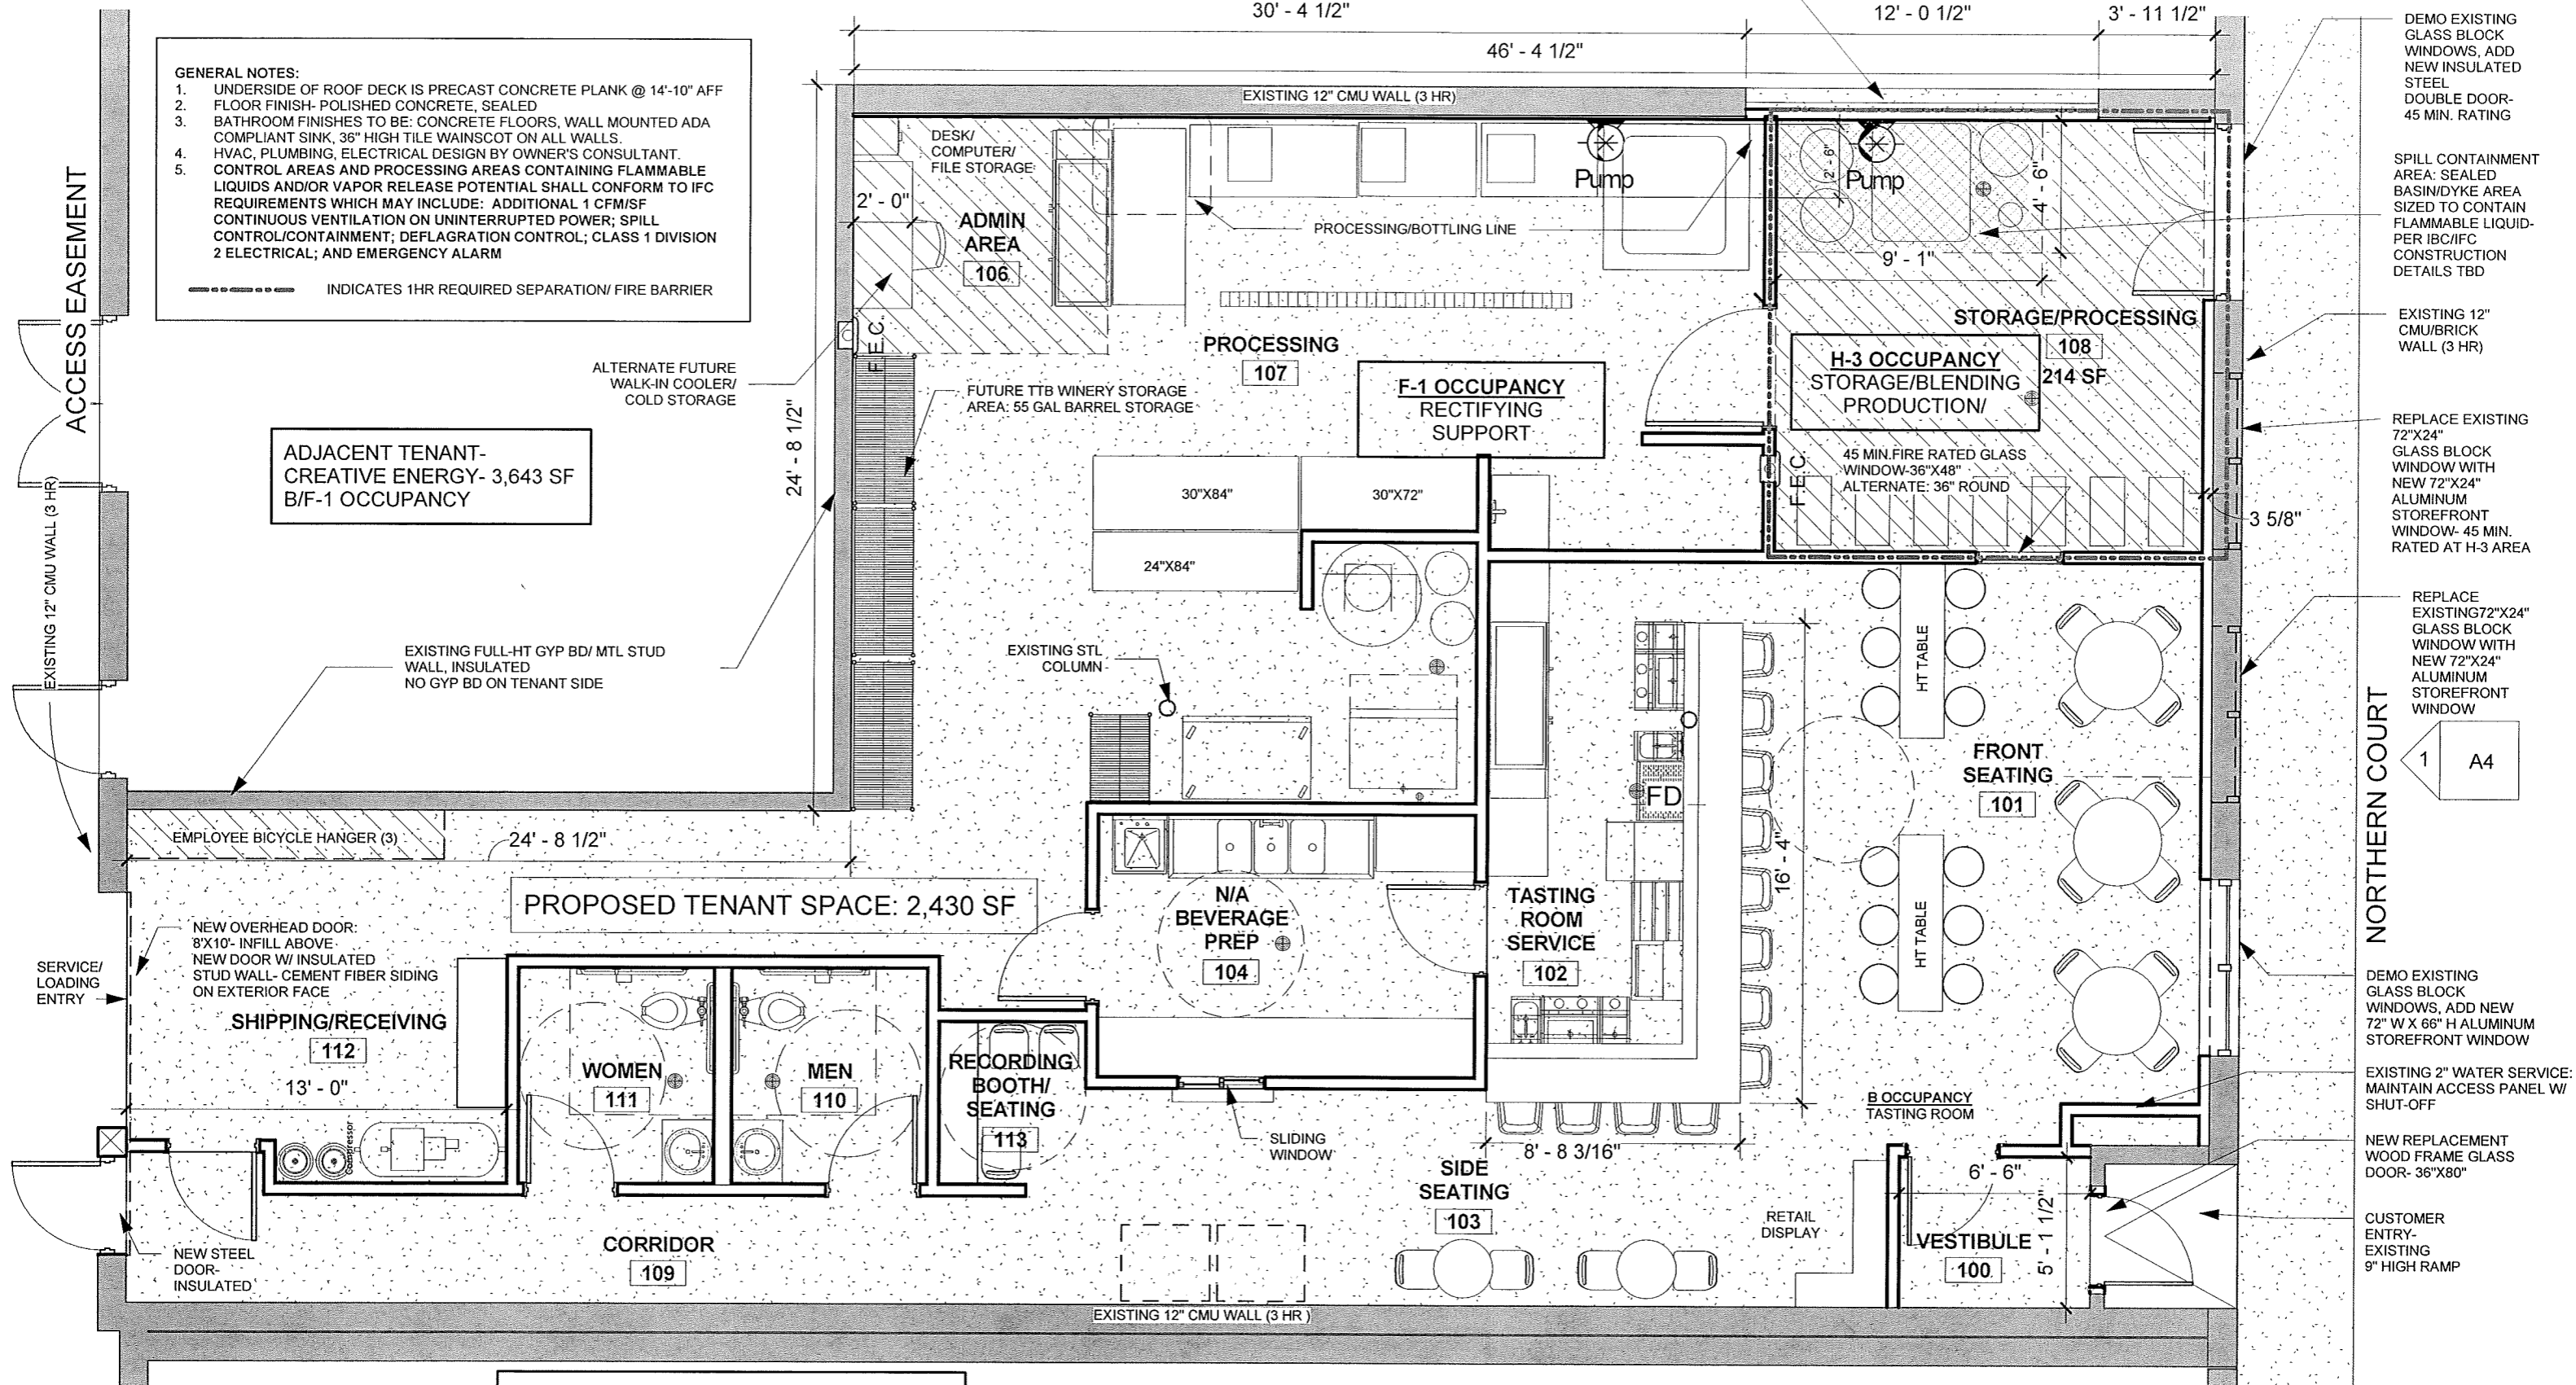 30' - 4 1/2"
12' - 0 1/2"
3' - 11 1/2"
46' - 4 1/2"
GENERAL NOTES:
1. UNDERSIDE OF ROOF DECK IS PRECAST CONCRETE PLANK @ 14'-10" AFF
2. FLOOR FINISH- POLISHED CONCRETE, SEALED
3. BATHROOM FINISHES TO BE: CONCRETE FLOORS, WALL MOUNTED ADA
COMPLIANT SINK, 36" HIGH TILE WAINSCOT ON ALL WALLS.
4. HVAC, PLUMBING, ELECTRICAL DESIGN BY OWNER'S CONSULTANT.
5. CONTROL AREAS AND PROCESSING AREAS CONTAINING FLAMMABLE
LIQUIDS AND/OR VAPOR RELEASE POTENTIAL SHALL CONFORM TO IFC
REQUIREMENTS WHICH MAY INCLUDE: ADDITIONAL 1 CFM/SF
CONTINUOUS VENTILATION ON UNINTERRUPTED POWER; SPILL
CONTROL/CONTAINMENT; DEFLAGRATION CONTROL; CLASS 1 DIVISION
2 ELECTRICAL; AND EMERGENCY ALARM
INDICATES 1HR REQUIRED SEPARATION/ FIRE BARRIER
ACCESS EASEMENT
EXISTING 12" CMU WALL (3 HR)
ADJACENT TENANT-
CREATIVE ENERGY- 3,643 SF
B/F-1 OCCUPANCY
ALTERNATE FUTURE
WALK-IN COOLER/
COLD STORAGE
24' - 8 1/2"
EXISTING FULL-HT GYP BD/ MTL STUD
WALL, INSULATED
NO GYP BD ON TENANT SIDE
EXISTING 12" CMU WALL (3 HR)
DESK/
COMPUTER/
FILE STORAGE
2' - 0"
ADMIN
AREA
106
F.E.C.
PROCESSING/BOTTLING LINE
Pump
Pump
2' - 6"
4' - 6"
9' - 1"
PROCESSING
107
FUTURE TTB WINERY STORAGE
AREA: 55 GAL BARREL STORAGE
F-1 OCCUPANCY
RECTIFYING
SUPPORT
STORAGE/PROCESSING
108
214 SF
H-3 OCCUPANCY
STORAGE/BLENDING
PRODUCTION/
45 MIN.FIRE RATED GLASS
WINDOW-36"X48"
ALTERNATE: 36" ROUND
F.E.C.
3 5/8"
30"X84"
30"X72"
24"X84"
EXISTING STL
COLUMN
HT TABLE
HT TABLE
FRONT
SEATING
101
FD
16' - 4"
TASTING
ROOM
SERVICE
102
N/A
BEVERAGE
PREP
104
EMPLOYEE BICYCLE HANGER (3)
24' - 8 1/2"
PROPOSED TENANT SPACE: 2,430 SF
NEW OVERHEAD DOOR:
8'X10'- INFILL ABOVE
NEW DOOR W/ INSULATED
STUD WALL- CEMENT FIBER SIDING
ON EXTERIOR FACE
SERVICE/
LOADING
ENTRY
SHIPPING/RECEIVING
112
13' - 0"
compressor
WOMEN
111
MEN
110
RECORDING
BOOTH/
SEATING
113
SLIDING
WINDOW
B OCCUPANCY
TASTING ROOM
8' - 8 3/16"
SIDE
SEATING
103
RETAIL
DISPLAY
6' - 6"
5' - 1 1/2"
VESTIBULE
100
CORRIDOR
109
NEW STEEL
DOOR-
INSULATED
EXISTING 12" CMU WALL (3 HR )
DEMO EXISTING
GLASS BLOCK
WINDOWS, ADD
NEW INSULATED
STEEL
DOUBLE DOOR-
45 MIN. RATING
SPILL CONTAINMENT
AREA: SEALED
BASIN/DYKE AREA
SIZED TO CONTAIN
FLAMMABLE LIQUID-
PER IBC/IFC
CONSTRUCTION
DETAILS TBD
EXISTING 12"
CMU/BRICK
WALL (3 HR)
REPLACE EXISTING
72"X24"
GLASS BLOCK
WINDOW WITH
NEW 72"X24"
ALUMINUM
STOREFRONT
WINDOW- 45 MIN.
RATED AT H-3 AREA
REPLACE
EXISTING72"X24"
GLASS BLOCK
WINDOW WITH
NEW 72"X24"
ALUMINUM
STOREFRONT
WINDOW
NORTHERN COURT
1
A4
DEMO EXISTING
GLASS BLOCK
WINDOWS, ADD NEW
72" W X 66" H ALUMINUM
STOREFRONT WINDOW
EXISTING 2" WATER SERVICE:
MAINTAIN ACCESS PANEL W/
SHUT-OFF
NEW REPLACEMENT
WOOD FRAME GLASS
DOOR- 36"X80"
CUSTOMER
ENTRY-
EXISTING
9" HIGH RAMP